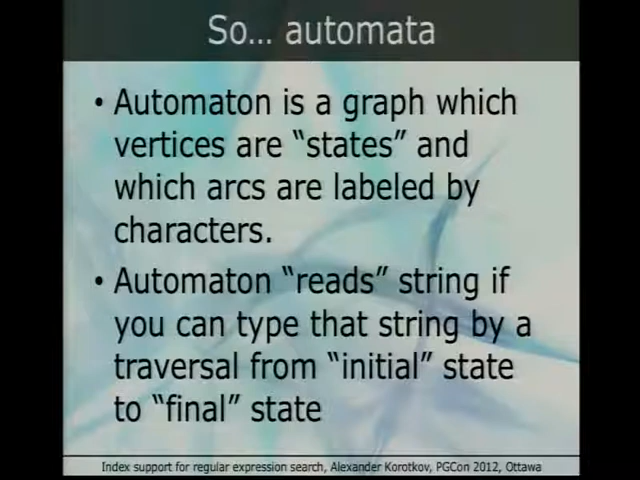 So... automata
• Automaton is a graph which
vertices are “states” and
which arcs are labeled by
characters.
• Automaton “reads” string if
you can type that string by a
traversal from “initial” state
to “final” state
Index support for regular expression search, Alexander Korotkov, PGCon 2012, Ottawa